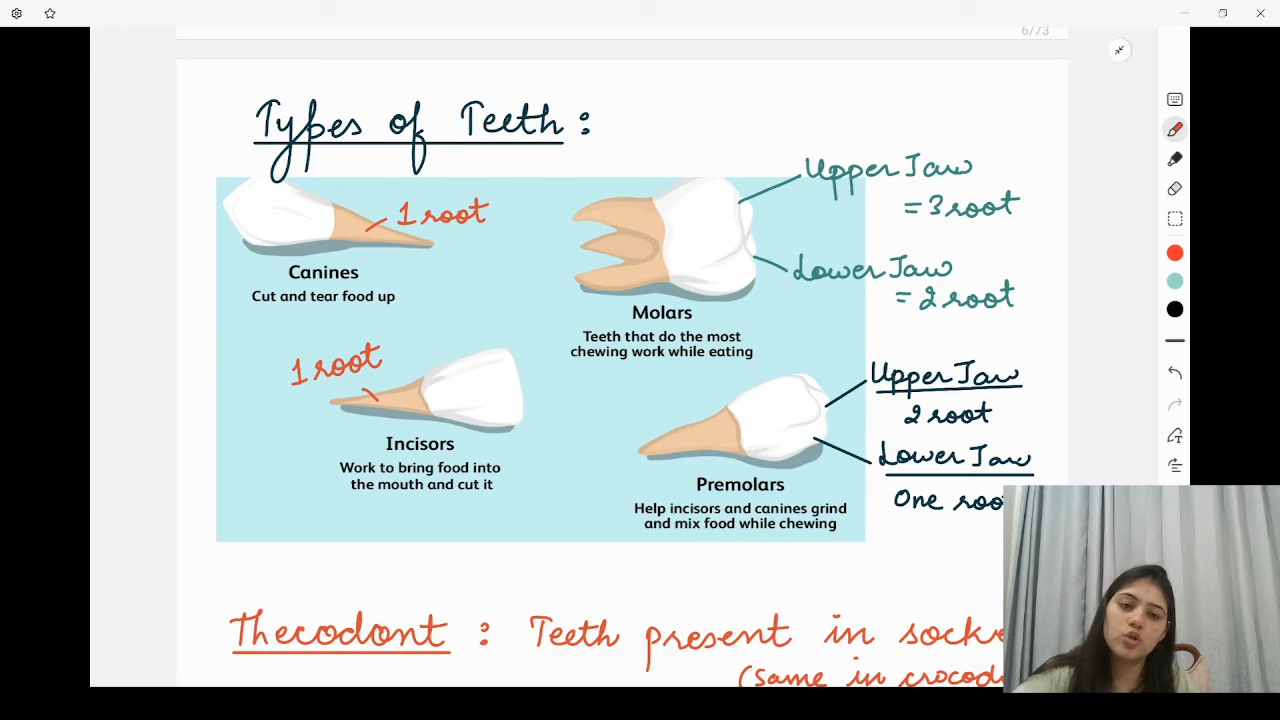 6/73
Types of Teeth :
Upper Jaw
= 3 root
1 root
Canines
Cut and tear food up
Lower Jaw
= 2 root
Molars
Teeth that do the most
chewing work while eating
1 root
Incisors
Work to bring food into
the mouth and cut it
Upper Jaw
2 root
Lower Jaw
One
Premolars
Help incisors and canines grind
and mix food while chewing
Thecodont : Teeth present in
(Same in